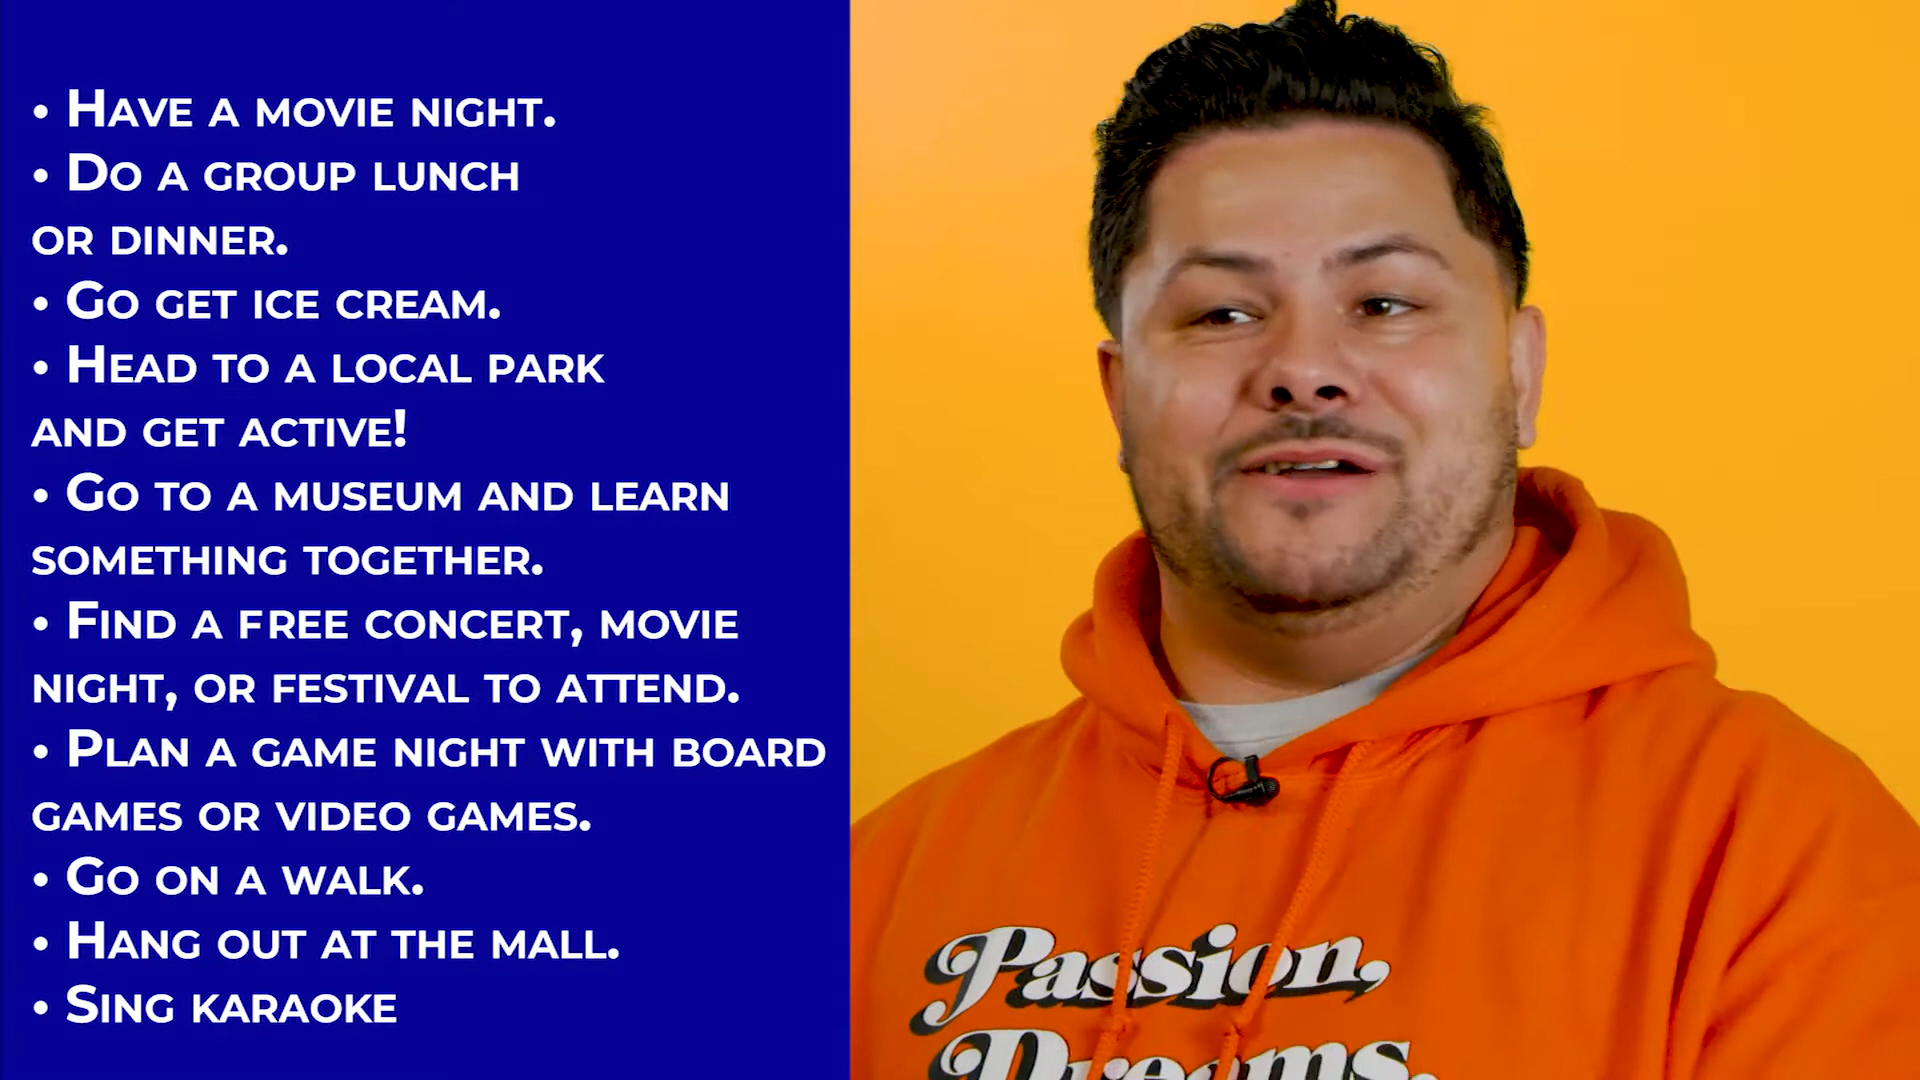 • Have a movie night.
• Do a group lunch
or dinner.
• Go get ice cream.
• Head to a local park
and get active!
• Go to a museum and learn
something together.
• Find a free concert, movie
night, or festival to attend.
• Plan a game night with board
games or video games.
• Go on a walk.
• Hang out at the mall.
• Sing karaoke
Passion,
Dreams.